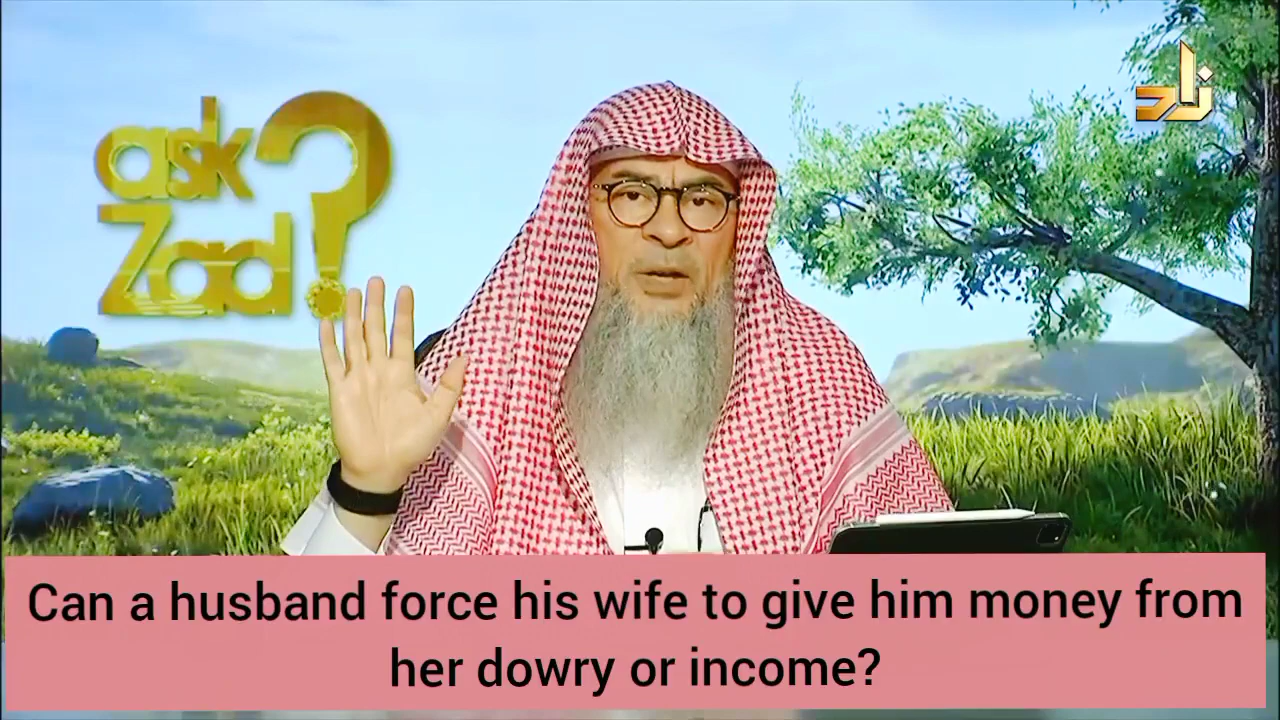 ask
Zad?
زاد
Can a husband force his wife to give him money from
her dowry or income?